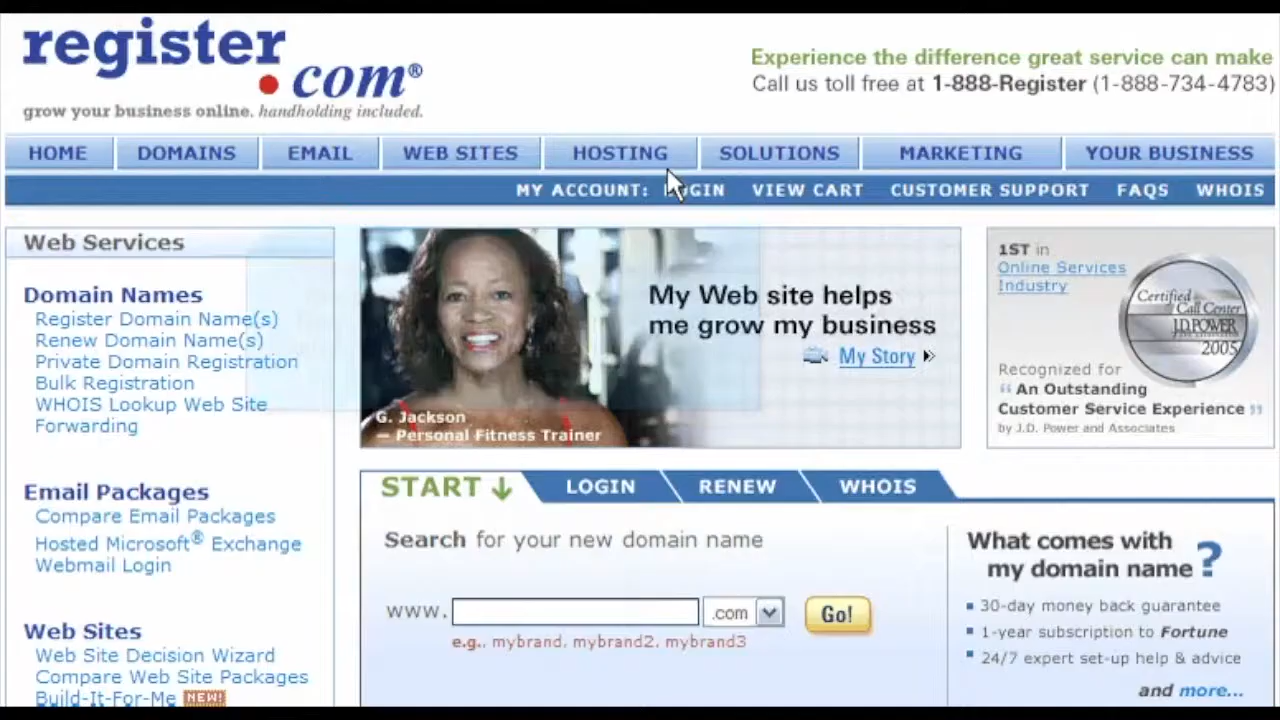 register
.com®
grow your business online. handholding included.
Experience the difference great service can make
Call us toll free at 1-888-Register (1-888-734-4783)
HOME DOMAINS EMAIL WEB SITES HOSTING SOLUTIONS MARKETING YOUR BUSINESS
MY ACCOUNT: LOGIN VIEW CART CUSTOMER SUPPORT FAQS WHOIS
Web Services
Domain Names
Register Domain Name(s)
Renew Domain Name(s)
Private Domain Registration
Bulk Registration
WHOIS Lookup Web Site
Forwarding
Email Packages
Compare Email Packages
Hosted Microsoft® Exchange
Webmail Login
Web Sites
Web Site Decision Wizard
Compare Web Site Packages
Build-It-For-Me NEW!
My Web site helps
me grow my business
My Story
G. Jackson
— Personal Fitness Trainer
1ST in
Online Services
Industry
Certified
Call Center
J.D. POWER
2005
Recognized for
“ An Outstanding
Customer Service Experience ”
by J.D. Power and Associates
START LOGIN RENEW WHOIS
Search for your new domain name
www. .com Go!
e.g., mybrand, mybrand2, mybrand3
What comes with
my domain name ?
30-day money back guarantee
1-year subscription to Fortune
24/7 expert set-up help & advice
and more...